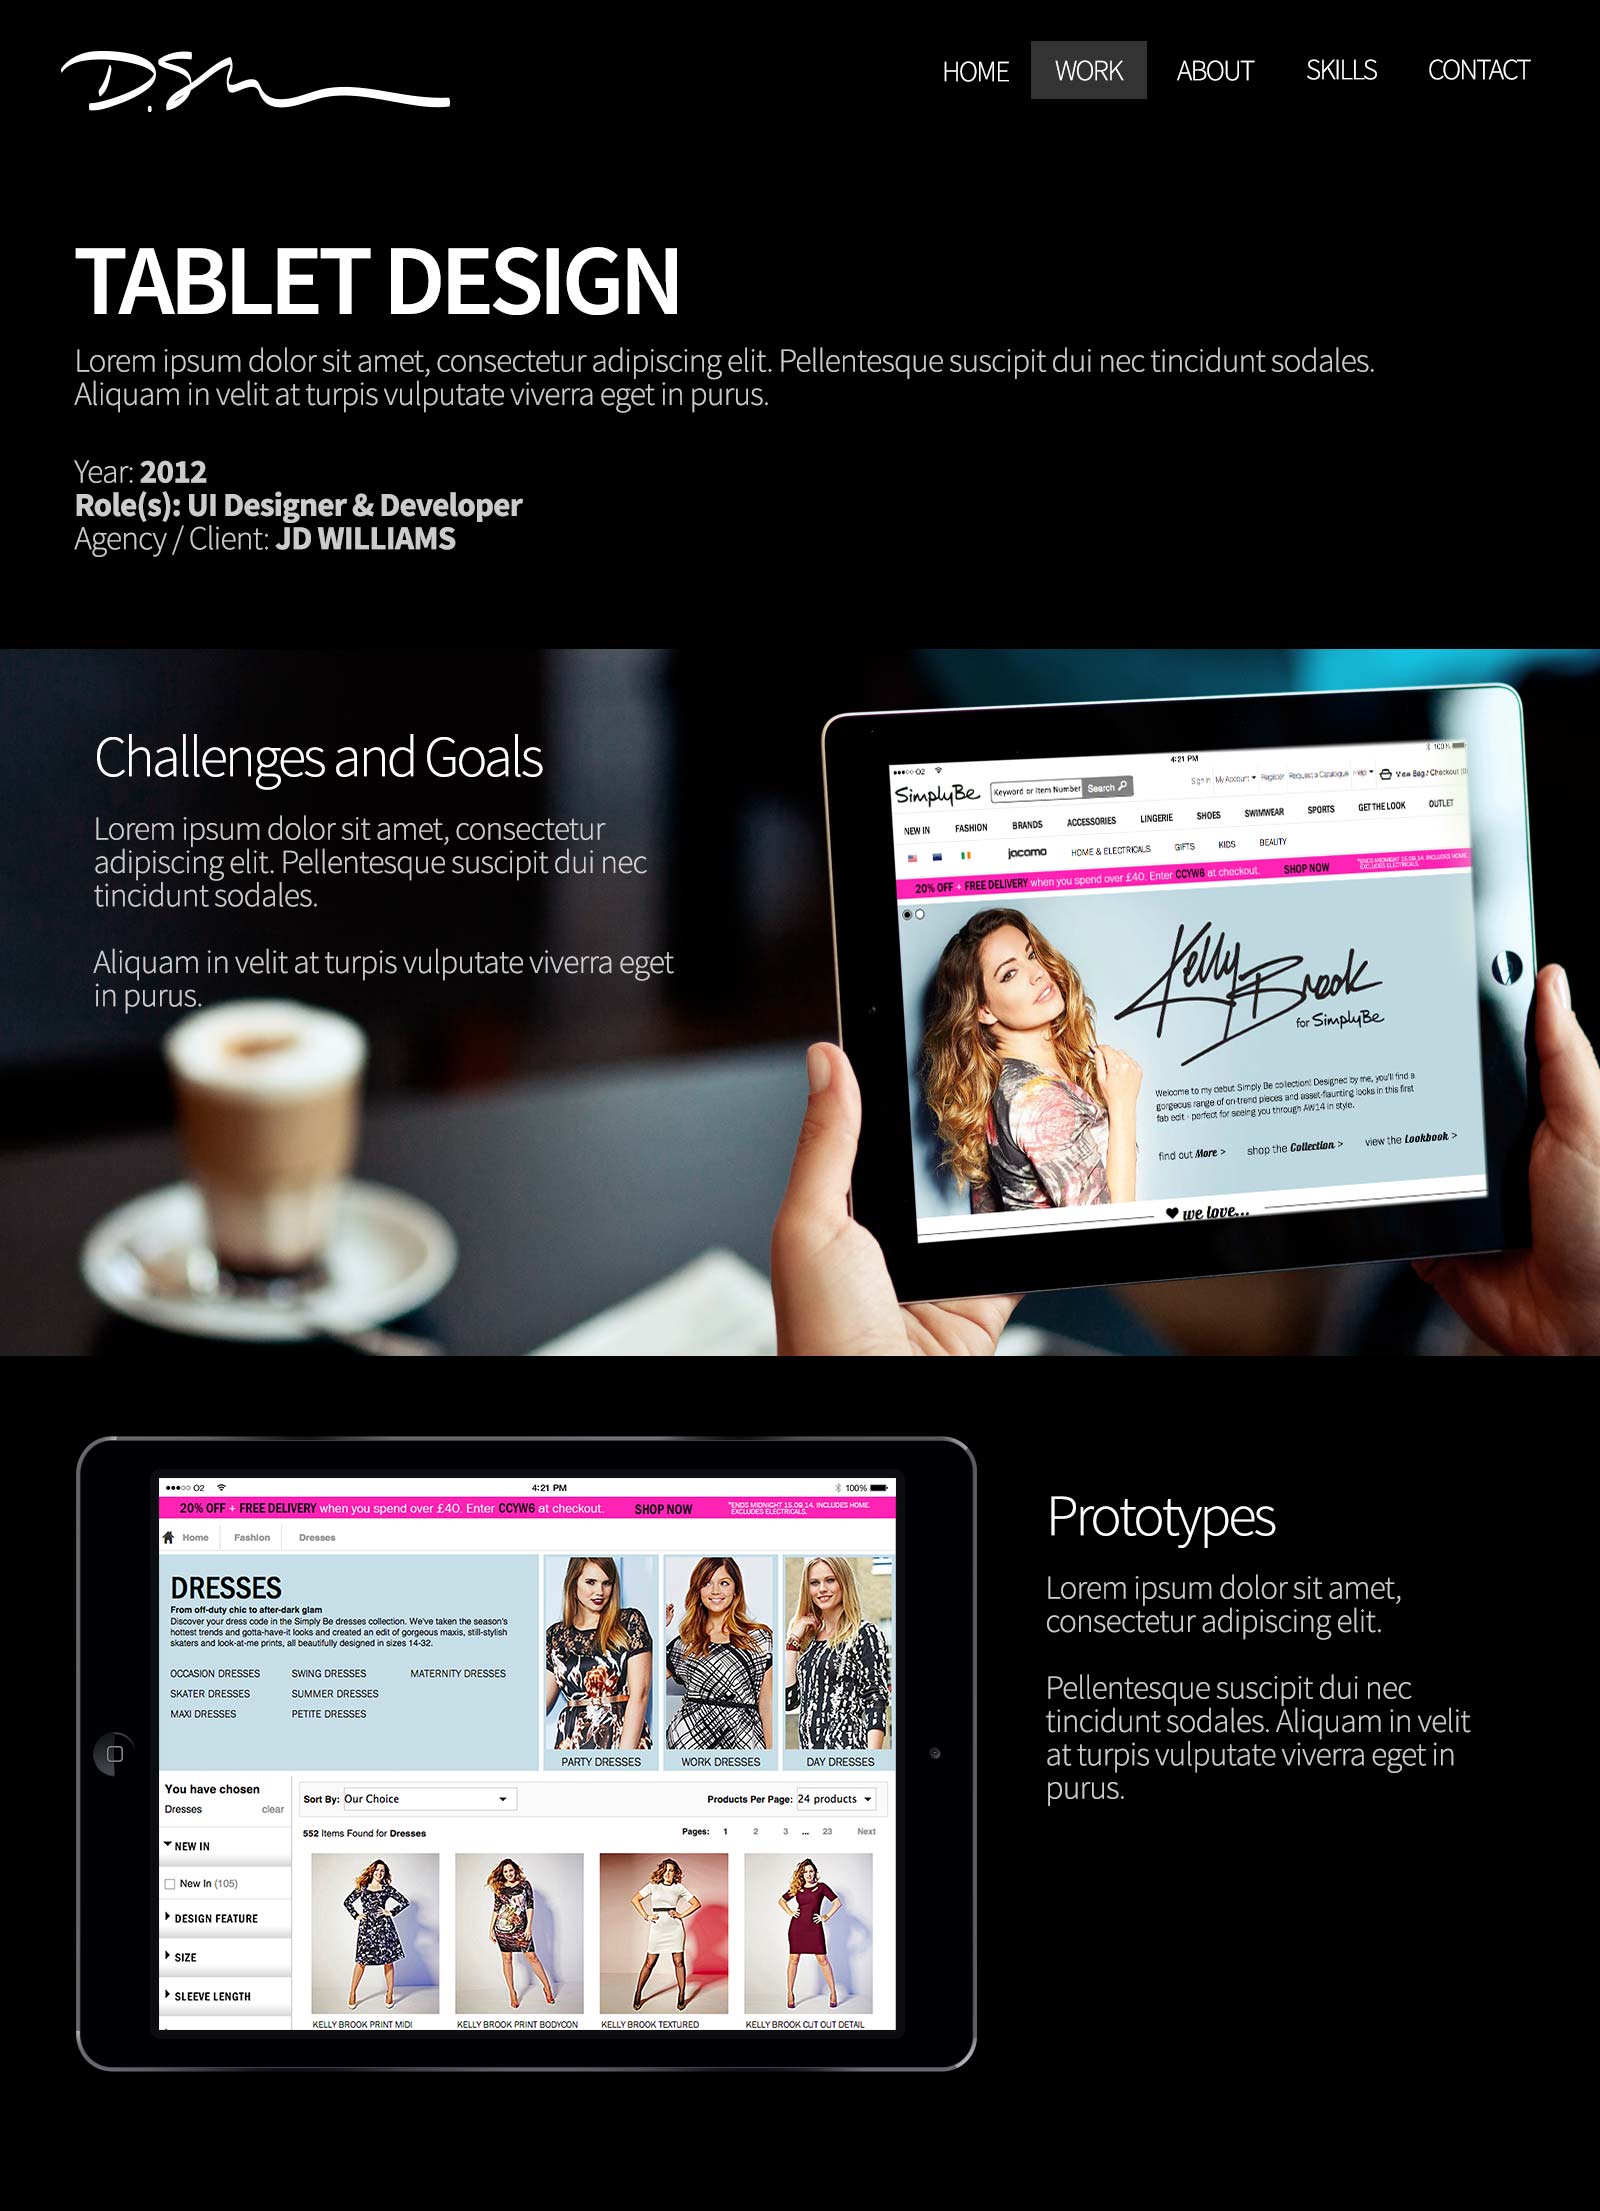 D.S
HOME WORK ABOUT SKILLS CONTACT
TABLET DESIGN
Lorem ipsum dolor sit amet, consectetur adipiscing elit. Pellentesque suscipit dui nec tincidunt sodales.
Aliquam in velit at turpis vulputate viverra eget in purus.
Year: 2012
Role(s): UI Designer & Developer
Agency / Client: JD WILLIAMS
Challenges and Goals
Lorem ipsum dolor sit amet, consectetur
adipiscing elit. Pellentesque suscipit dui nec
tincidunt sodales.
Aliquam in velit at turpis vulputate viverra eget
in purus.
O2 4:21 PM 100%
SimplyBe Keyword or Item Number Search Sign In My Account Register Request a Catalogue Help View Bag / Checkout (0)
NEW IN FASHION BRANDS ACCESSORIES LINGERIE SHOES SWIMWEAR SPORTS GET THE LOOK OUTLET
jacamo HOME & ELECTRICALS GIFTS KIDS BEAUTY
20% OFF + FREE DELIVERY when you spend over £40. Enter CCYW6 at checkout. SHOP NOW *ENDS MIDNIGHT 15.09.14. INCLUDES HOME.
EXCLUDES ELECTRICALS.
Kelly Brook
for SimplyBe
Welcome to my debut Simply Be collection! Designed by me, you'll find a
gorgeous range of on-trend pieces and asset-flaunting looks in this first
fab edit - perfect for seeing you through AW14 in style.
find out More > shop the Collection > view the Lookbook >
we love...
O2 4:21 PM 100%
20% OFF + FREE DELIVERY when you spend over £40. Enter CCYW6 at checkout. SHOP NOW *ENDS MIDNIGHT 15.09.14. INCLUDES HOME.
EXCLUDES ELECTRICALS.
Home Fashion Dresses
DRESSES
From off-duty chic to after-dark glam
Discover your dress code in the Simply Be dresses collection. We've taken the season's
hottest trends and gotta-have-it looks and created an edit of gorgeous maxis, still-stylish
skaters and look-at-me prints, all beautifully designed in sizes 14-32.
OCCASION DRESSES SWING DRESSES MATERNITY DRESSES
SKATER DRESSES SUMMER DRESSES
MAXI DRESSES PETITE DRESSES
PARTY DRESSES WORK DRESSES DAY DRESSES
You have chosen
Dresses clear
NEW IN
New In (105)
DESIGN FEATURE
SIZE
SLEEVE LENGTH
Sort By: Our Choice Products Per Page: 24 products
552 Items Found for Dresses Pages: 1 2 3 ... 23 Next
KELLY BROOK PRINT MIDI KELLY BROOK PRINT BODYCON KELLY BROOK TEXTURED KELLY BROOK CUT OUT DETAIL
Prototypes
Lorem ipsum dolor sit amet,
consectetur adipiscing elit.
Pellentesque suscipit dui nec
tincidunt sodales. Aliquam in velit
at turpis vulputate viverra eget in
purus.